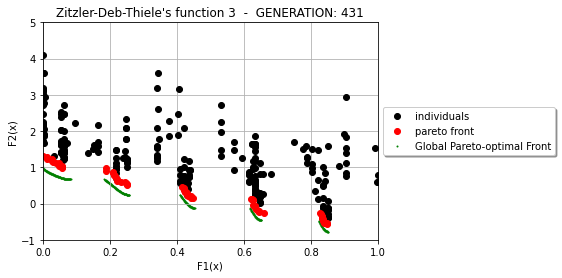 Zitzler-Deb-Thiele's function 3 - GENERATION: 431
5
4
3
2
1
0
−1
F2(x)
0.0 0.2 0.4 0.6 0.8 1.0
F1(x)
individuals
pareto front
Global Pareto-optimal Front